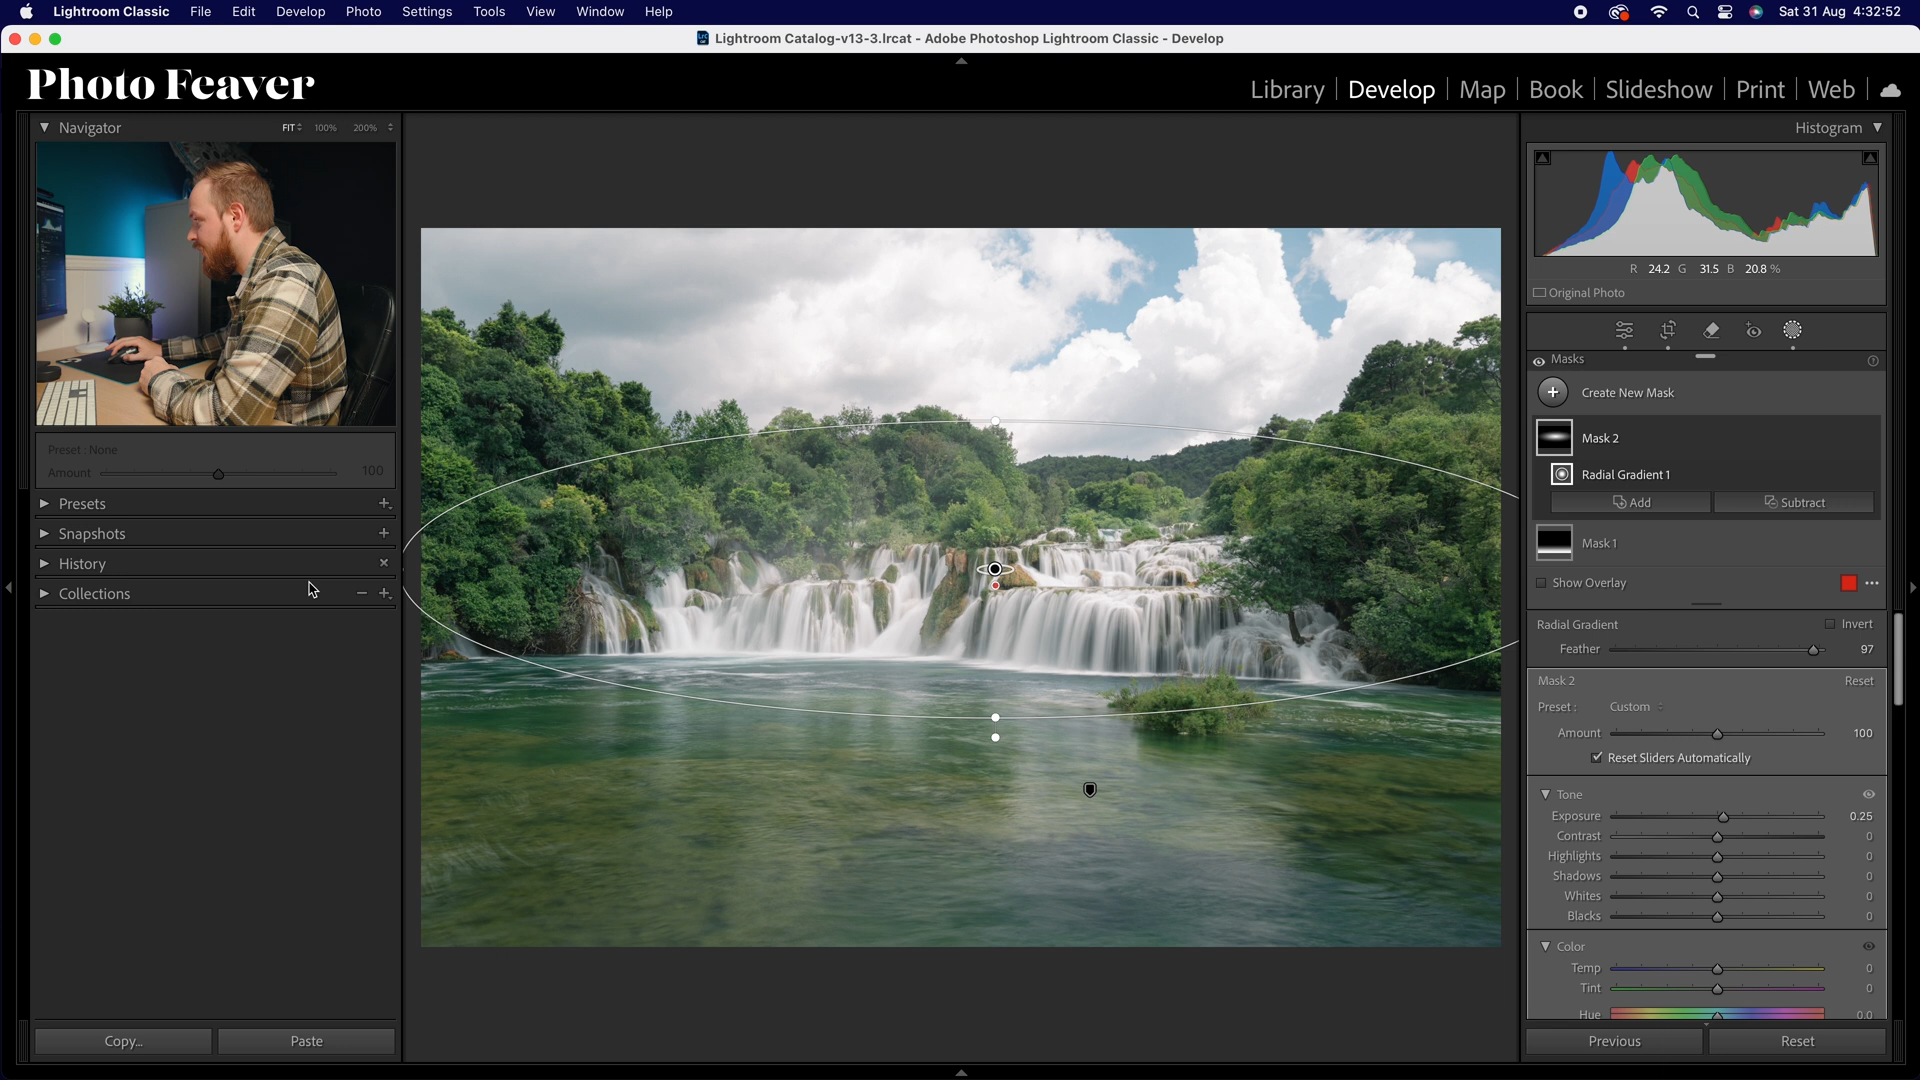 Lightroom Classic File Edit Develop Photo Settings Tools View Window Help Sat 31 Aug 4:32:52
Lightroom Catalog-v13-3.lrcat - Adobe Photoshop Lightroom Classic - Develop
Photo Feaver
Library | Develop | Map | Book | Slideshow | Print | Web
Navigator FIT 100% 200%
Preset : None
Amount 100
Presets
Snapshots
History
Collections
Copy... Paste
Histogram
R 24.2 G 31.5 B 20.8 %
Original Photo
Masks
Create New Mask
Mask 2
Radial Gradient 1
Add Subtract
Mask 1
Show Overlay
Radial Gradient Invert
Feather 97
Mask 2 Reset
Preset : Custom
Amount 100
Reset Sliders Automatically
Tone
Exposure 0.25
Contrast 0
Highlights 0
Shadows 0
Whites 0
Blacks 0
Color
Temp 0
Tint 0
Hue 0.0
Previous Reset